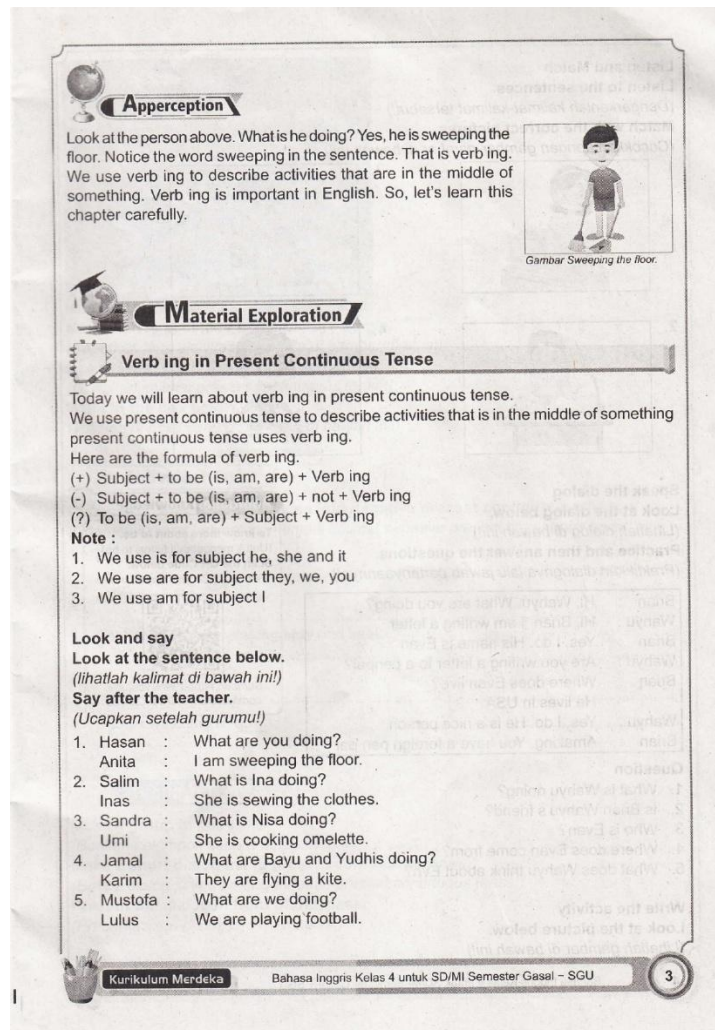 Apperception
Look at the person above. What is he doing? Yes, he is sweeping the
floor. Notice the word sweeping in the sentence. That is verb ing.
We use verb ing to describe activities that are in the middle of
something. Verb ing is important in English. So, let's learn this
chapter carefully.
Gambar Sweeping the floor.
Material Exploration
Verb ing in Present Continuous Tense
Today we will learn about verb ing in present continuous tense.
We use present continuous tense to describe activities that is in the middle of something
present continuous tense uses verb ing.
Here are the formula of verb ing.
(+) Subject + to be (is, am, are) + Verb ing
(-) Subject + to be (is, am, are) + not + Verb ing
(?) To be (is, am, are) + Subject + Verb ing
Note :
1. We use is for subject he, she and it
2. We use are for subject they, we, you
3. We use am for subject I
Look and say
Look at the sentence below.
(lihatlah kalimat di bawah ini!)
Say after the teacher.
(Ucapkan setelah gurumu!)
1. Hasan : What are you doing?
Anita : I am sweeping the floor.
2. Salim : What is Ina doing?
Inas : She is sewing the clothes.
3. Sandra : What is Nisa doing?
Umi : She is cooking omelette.
4. Jamal : What are Bayu and Yudhis doing?
Karim : They are flying a kite.
5. Mustofa : What are we doing?
Lulus : We are playing football.
Kurikulum Merdeka Bahasa Inggris Kelas 4 untuk SD/MI Semester Gasal – SGU 3